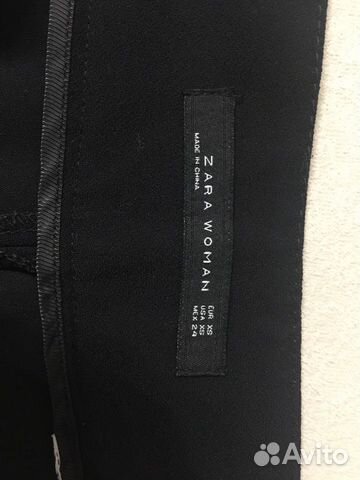 ZARA WOMAN
MADE IN CHINA
EUR XS
USA XS
MEX 24
Avito